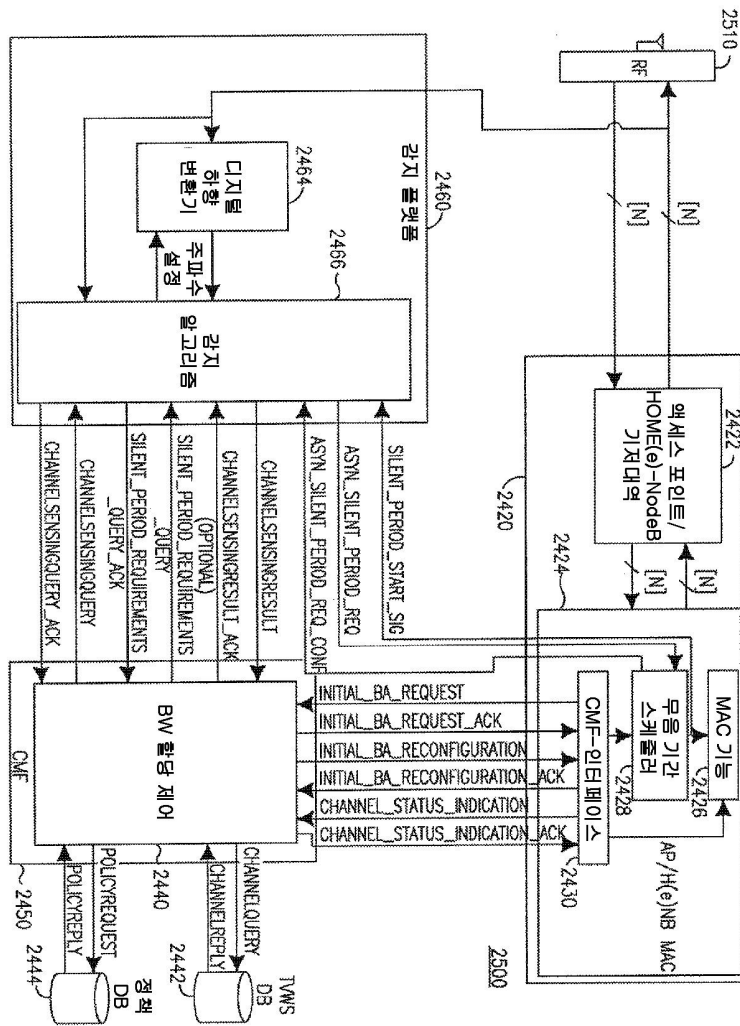 2510
RF
[N]
[N]
2460
감지 플랫폼
2464
디지털
하향
변환기
주파수
설정
2466
감지
알고리즘
2422
액세스 포인트/
HOME(e)-NodeB
기저대역
2420
2424
[N]
[N]
SILENT_PERIOD_START_SIG
ASYN_SILENT_PERIOD_REQ
ASYN_SILENT_PERIOD_REQ_CONF
CHANNELSENSINGRESULT
CHANNELSENSINGRESULT_ACK
(OPTIONAL)
SILENT_PERIOD_REQUIREMENTS
_QUERY
SILENT_PERIOD_REQUIREMENTS
_QUERY_ACK
CHANNELSENSINGQUERY
CHANNELSENSINGQUERY_ACK
MAC 기능
2426
무음 기간
스케줄러
2428
CMF-인터페이스
2430
AP/H(e)NB MAC
2500
INITIAL_BA_REQUEST
INITIAL_BA_REQUEST_ACK
INITIAL_BA_RECONFIGURATION
INITIAL_BA_RECONFIGURATION_ACK
CHANNEL_STATUS_INDICATION
CHANNEL_STATUS_INDICATION_ACK
BW 할당 제어
CMF
2440
2450
CHANNELQUERY
CHANNELREPLY
2442
TVWS
DB
POLICYREQUEST
POLICYREPLY
2444
정책
DB